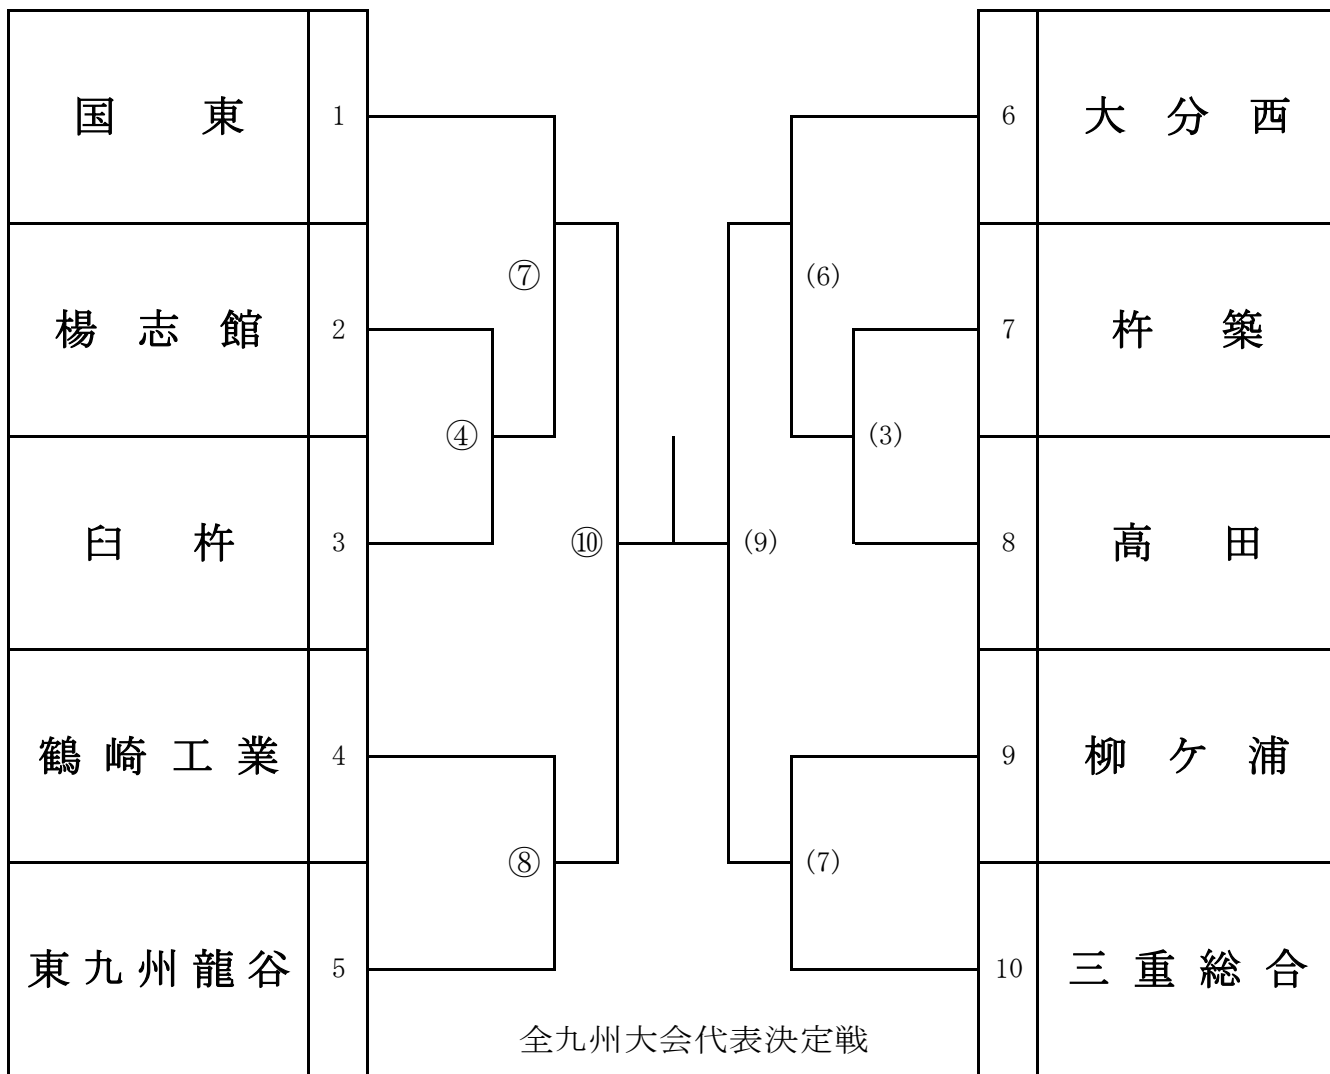 国東 1
楊志館 2
臼杵 3
鶴崎工業 4
東九州龍谷 5
⑦
④
⑩
⑧
6 大分西
7 杵築
8 高田
9 柳ケ浦
10 三重総合
(6)
(3)
(9)
(7)
全九州大会代表決定戦